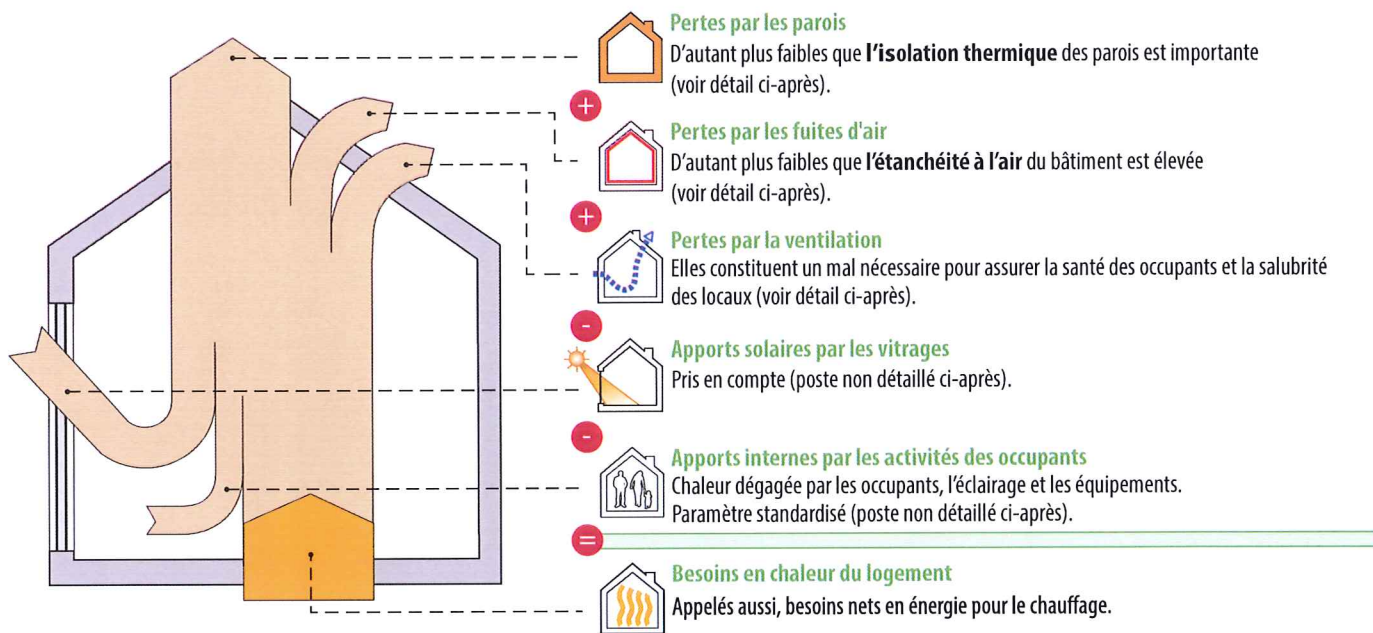 Pertes par les parois
D'autant plus faibles que l'isolation thermique des parois est importante
(voir détail ci-après).
+
Pertes par les fuites d'air
D'autant plus faibles que l'étanchéité à l'air du bâtiment est élevée
(voir détail ci-après).
+
Pertes par la ventilation
Elles constituent un mal nécessaire pour assurer la santé des occupants et la salubrité
des locaux (voir détail ci-après).
-
Apports solaires par les vitrages
Pris en compte (poste non détaillé ci-après).
-
Apports internes par les activités des occupants
Chaleur dégagée par les occupants, l'éclairage et les équipements.
Paramètre standardisé (poste non détaillé ci-après).
=
Besoins en chaleur du logement
Appelés aussi, besoins nets en énergie pour le chauffage.